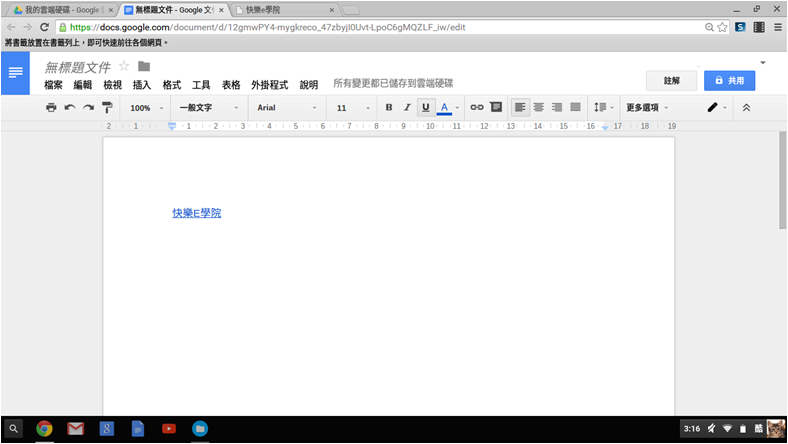 我的雲端硬碟 - Google
無標題文件 - Google 文件
快樂e學院
https://docs.google.com/document/d/12gmwPY4-mygkreco_47zbyjI0Uvt-LpoC6gMQZLF_iw/edit
將書籤放置在書籤列上，即可快速前往各個網頁。
無標題文件
檔案 編輯 檢視 插入 格式 工具 表格 外掛程式 說明 所有變更都已儲存到雲端硬碟
註解 共用
100% 一般文字 Arial 11 B I U A 更多選項
2 1 1 2 3 4 5 6 7 8 9 10 11 12 13 14 15 16 17 18 19
快樂E學院
3:16 酷